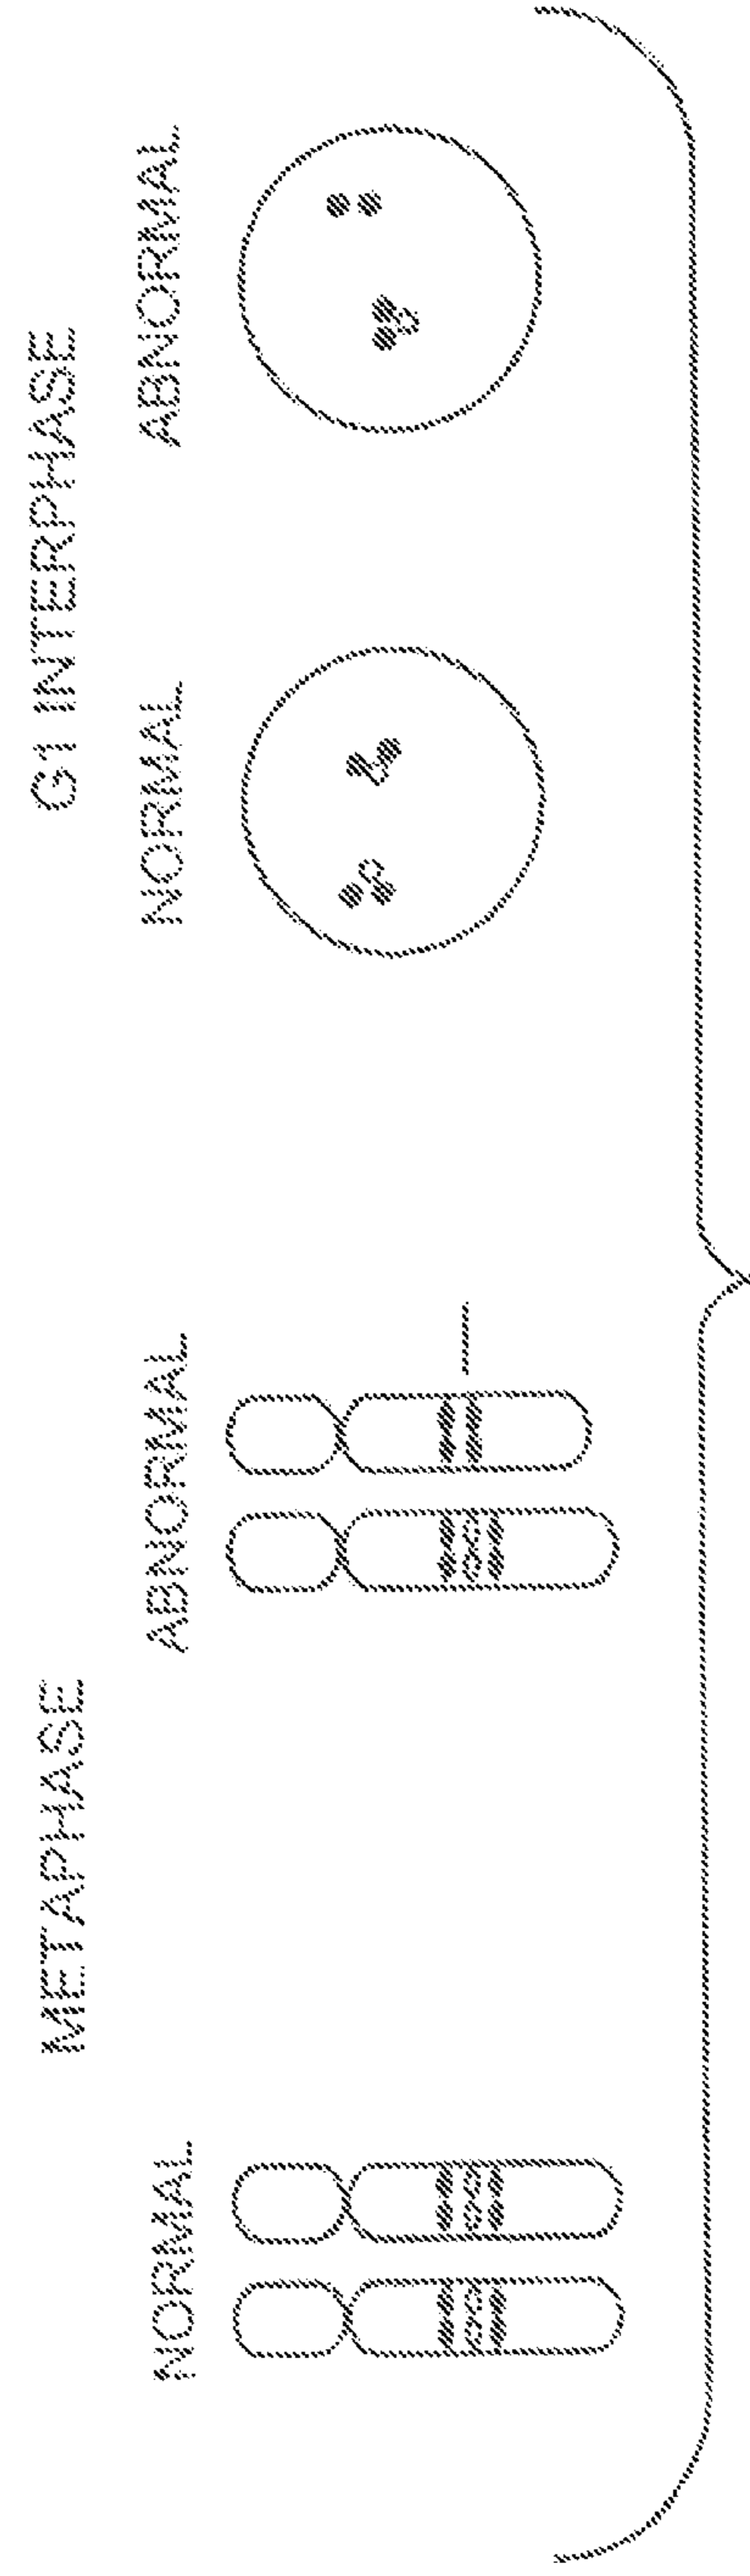 METAPHASE
G1 INTERPHASE
NORMAL
ABNORMAL
NORMAL
ABNORMAL